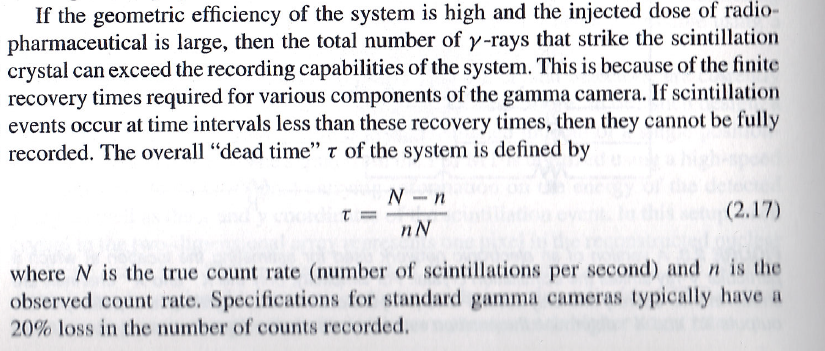 If the geometric efficiency of the system is high and the injected dose of radio-
pharmaceutical is large, then the total number of γ-rays that strike the scintillation
crystal can exceed the recording capabilities of the system. This is because of the finite
recovery times required for various components of the gamma camera. If scintillation
events occur at time intervals less than these recovery times, then they cannot be fully
recorded. The overall “dead time” τ of the system is defined by
τ = (N − n) / (nN) (2.17)
where N is the true count rate (number of scintillations per second) and n is the
observed count rate. Specifications for standard gamma cameras typically have a
20% loss in the number of counts recorded.